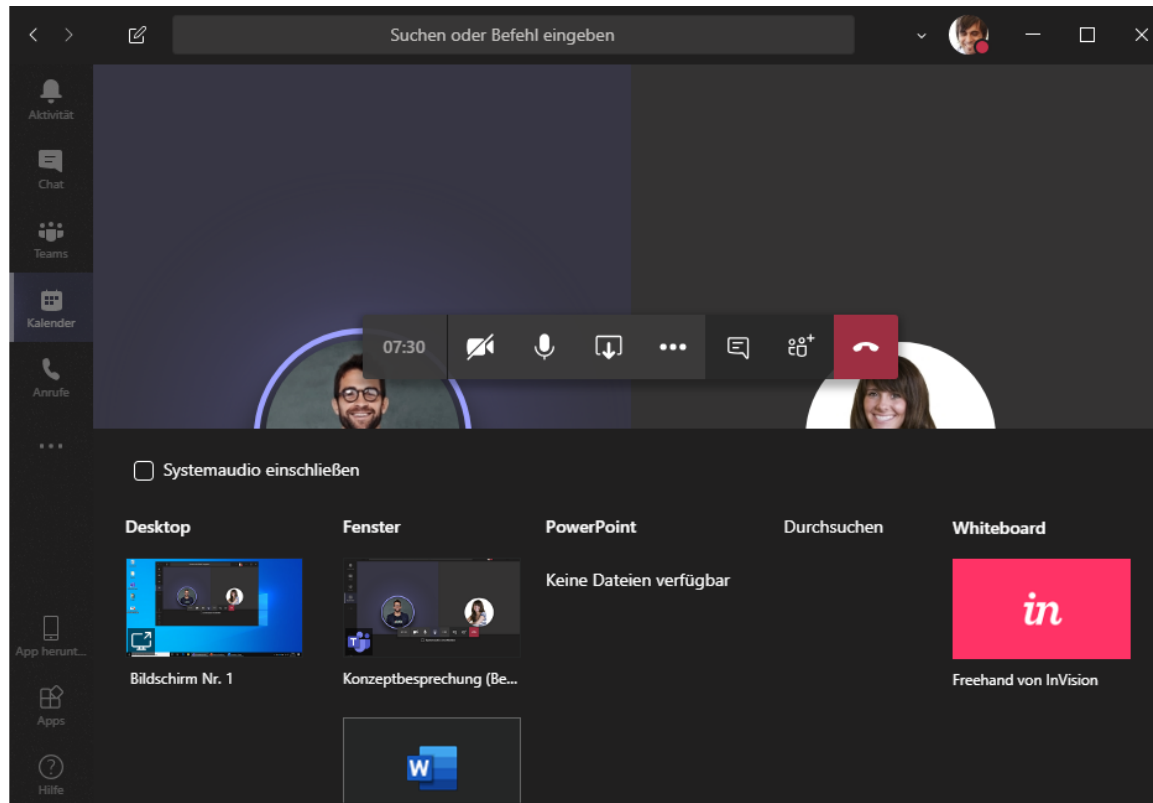 Suchen oder Befehl eingeben
Aktivität
Chat
Teams
Kalender
Anrufe
App herunt...
Apps
Hilfe
07:30
Systemaudio einschließen
Desktop
Bildschirm Nr. 1
Fenster
Konzeptbesprechung (Be...
W
PowerPoint
Durchsuchen
Keine Dateien verfügbar
Whiteboard
in
Freehand von InVision